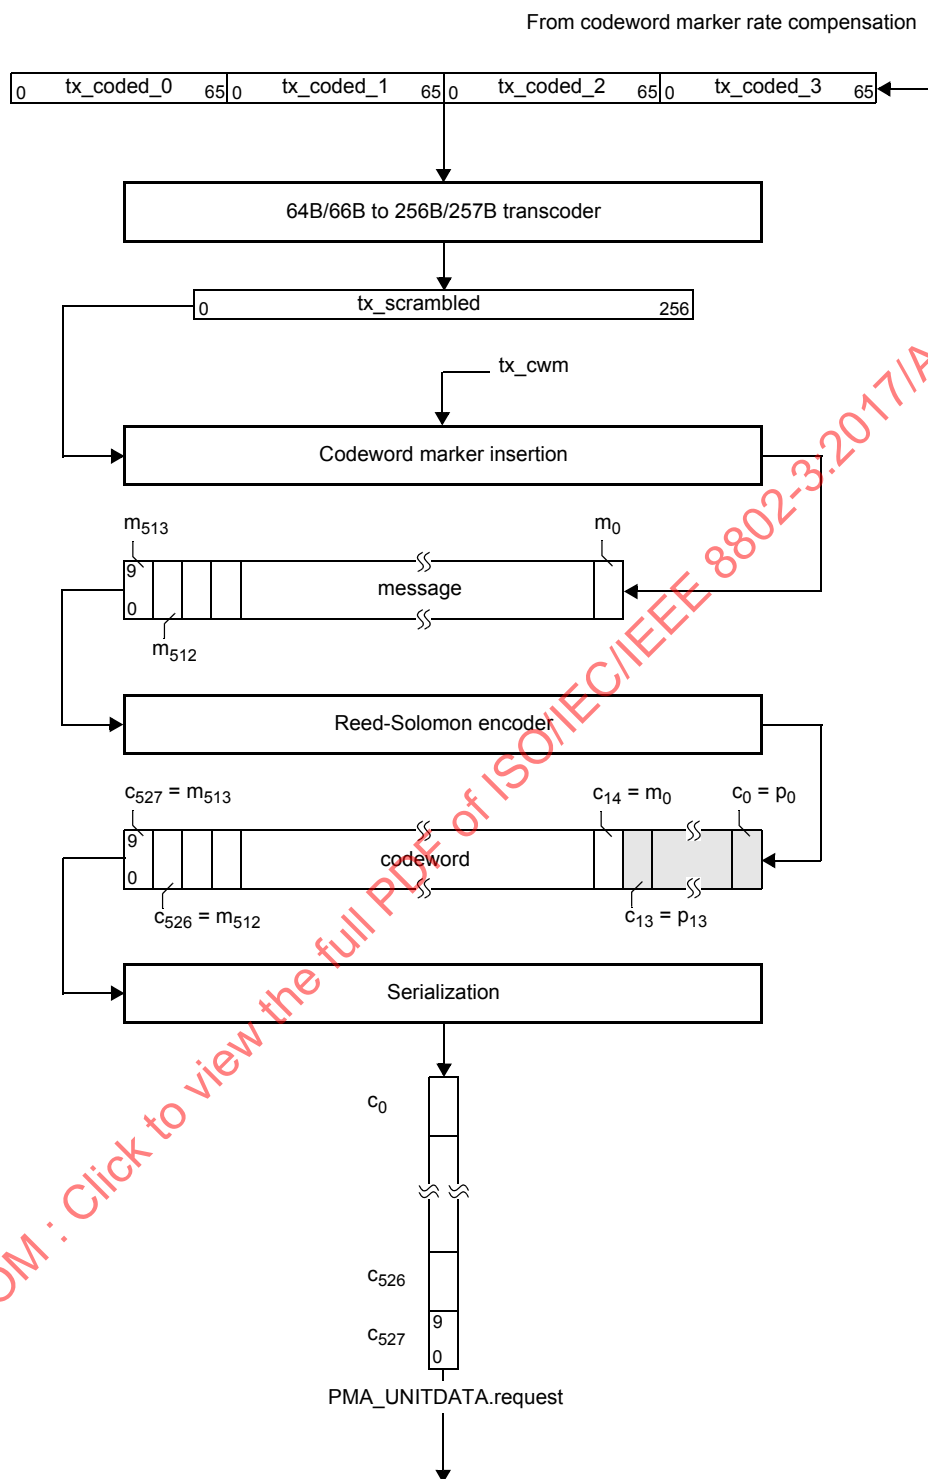 From codeword marker rate compensation
0 tx_coded_0 65 0 tx_coded_1 65 0 tx_coded_2 65 0 tx_coded_3 65
64B/66B to 256B/257B transcoder
0 tx_scrambled 256
tx_cwm
Codeword marker insertion
m513 m0
9
message
0
m512
Reed-Solomon encoder
c527 = m513 c14 = m0 c0 = p0
9
codeword
0
c526 = m512 c13 = p13
Serialization
c0
c526
c527 9
0
PMA_UNITDATA.request
OM : Click to view the full PDF of ISO/IEC/IEEE 8802-3:2017/A